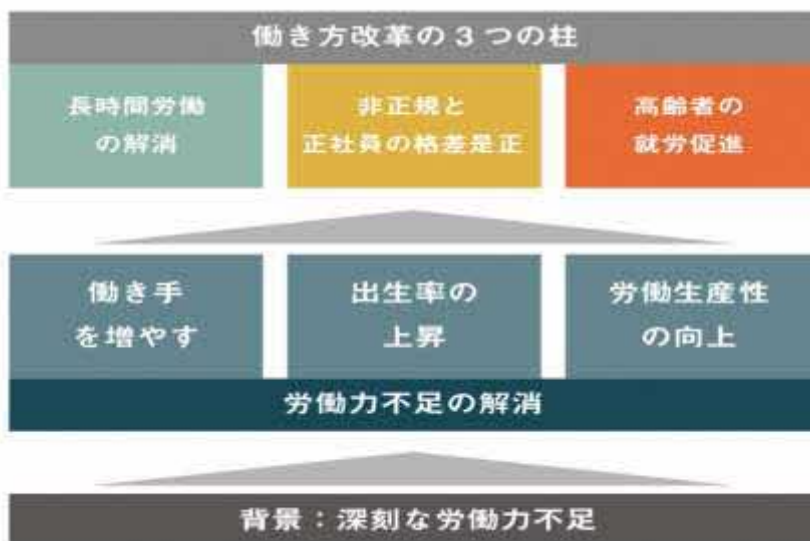 働き方改革の3つの柱
長時間労働
の解消
非正規と
正社員の格差是正
高齢者の
就労促進
働き手
を増やす
出生率の
上昇
労働生産性
の向上
労働力不足の解消
背景：深刻な労働力不足